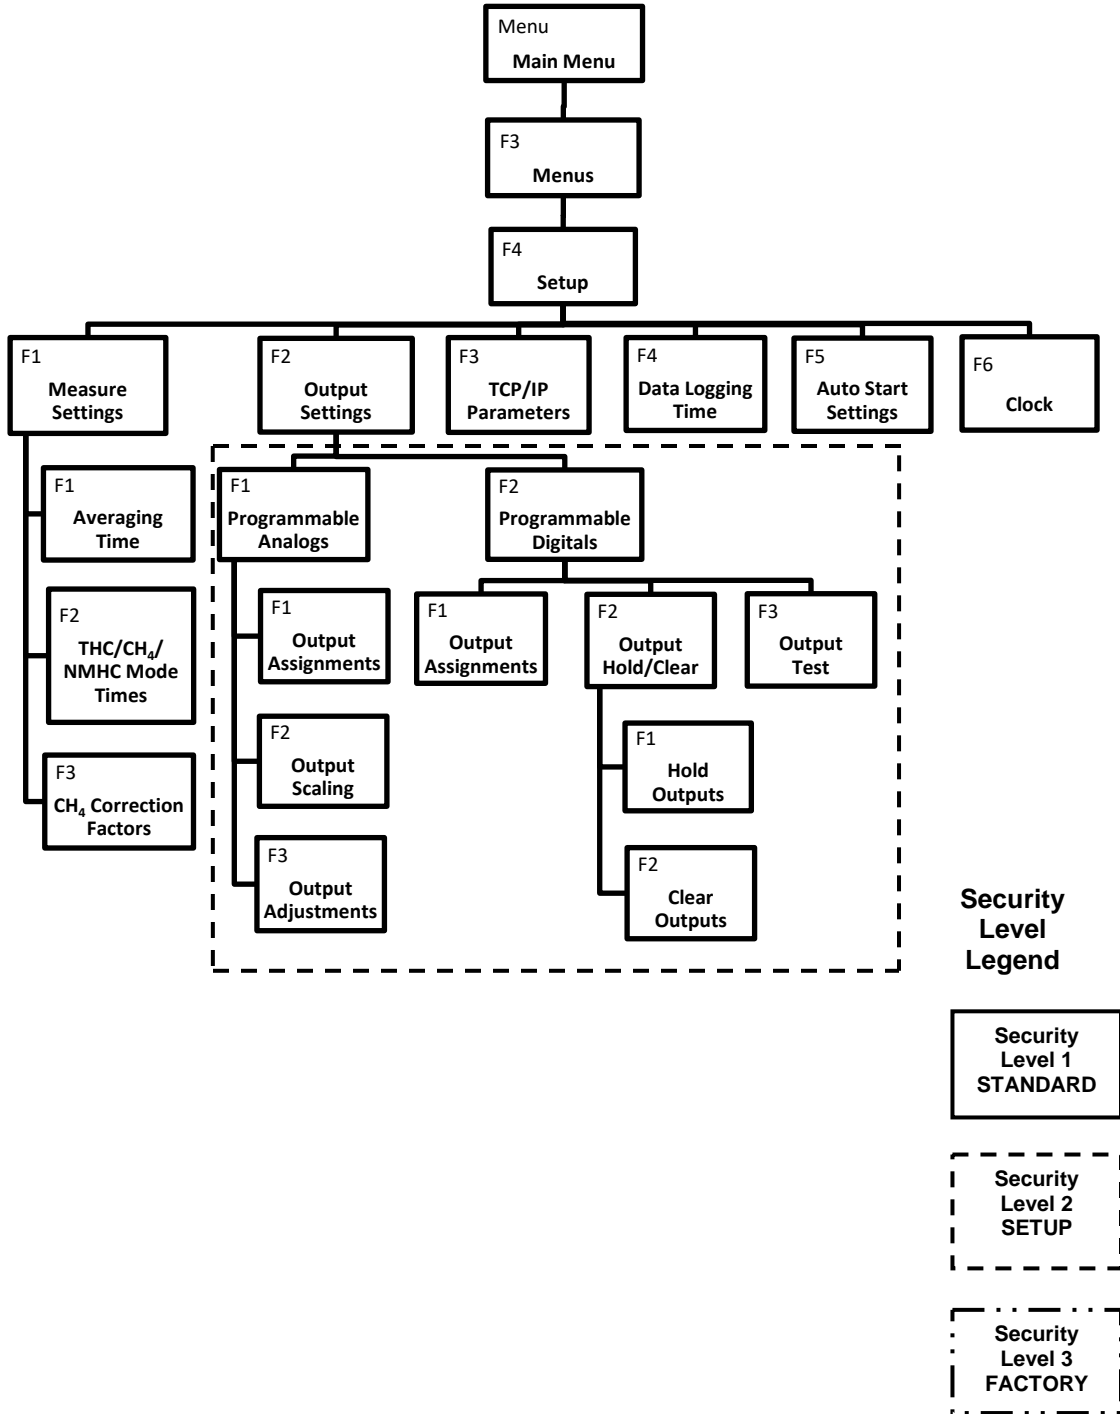 Menu
Main Menu
F3
Menus
F4
Setup
F1
Measure
Settings
F2
Output
Settings
F3
TCP/IP
Parameters
F4
Data Logging
Time
F5
Auto Start
Settings
F6
Clock
F1
Averaging
Time
F2
THC/CH₄/
NMHC Mode
Times
F3
CH₄ Correction
Factors
F1
Programmable
Analogs
F1
Output
Assignments
F2
Output
Scaling
F3
Output
Adjustments
F2
Programmable
Digitals
F1
Output
Assignments
F2
Output
Hold/Clear
F3
Output
Test
F1
Hold
Outputs
F2
Clear
Outputs
Security
Level
Legend
Security
Level 1
STANDARD
Security
Level 2
SETUP
Security
Level 3
FACTORY